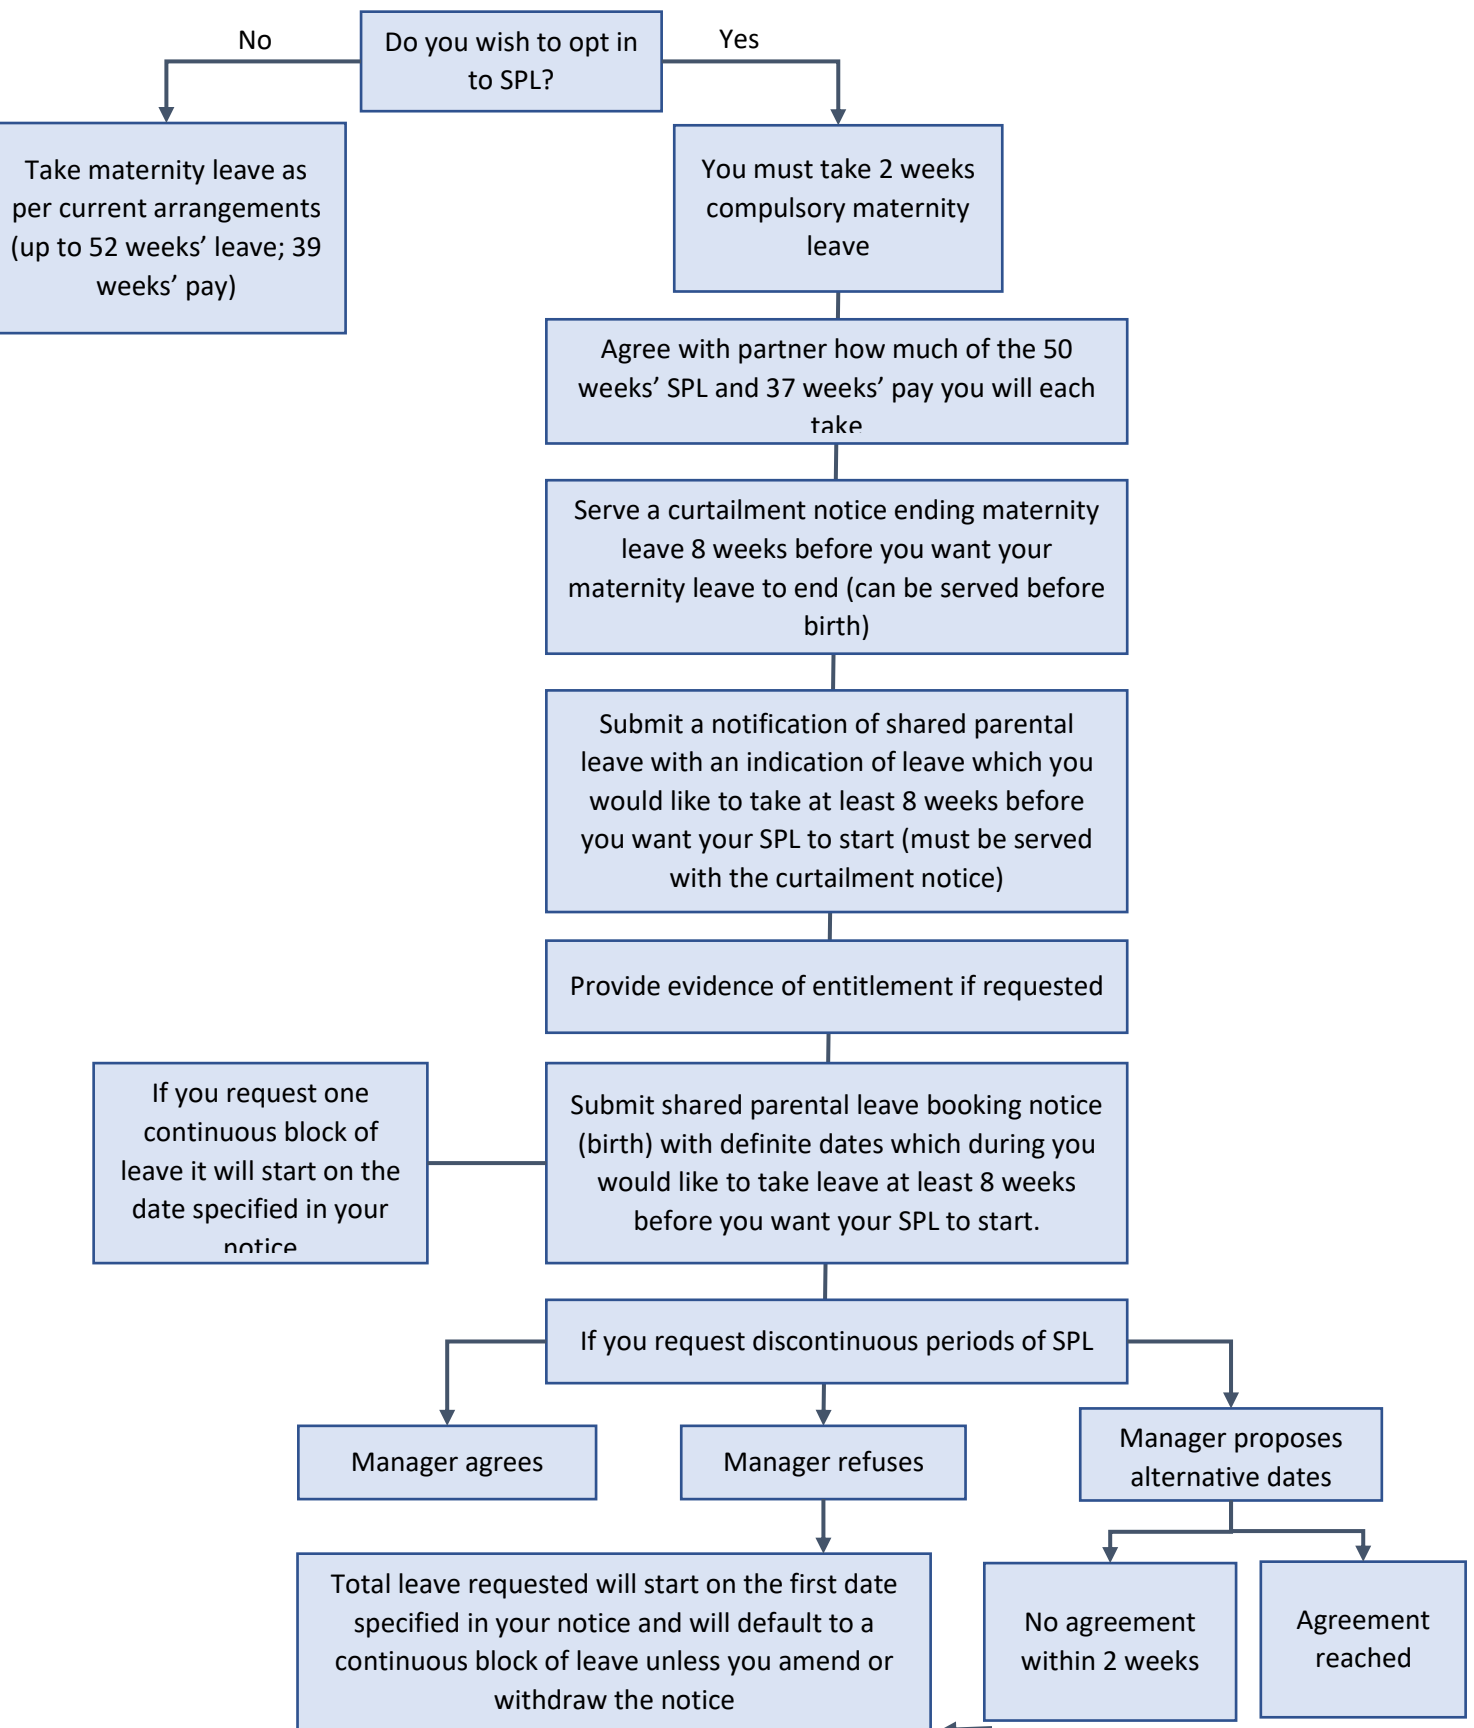 No
Do you wish to opt in
to SPL?
Yes
Take maternity leave as
per current arrangements
(up to 52 weeks’ leave; 39
weeks’ pay)
You must take 2 weeks
compulsory maternity
leave
Agree with partner how much of the 50
weeks’ SPL and 37 weeks’ pay you will each
take
Serve a curtailment notice ending maternity
leave 8 weeks before you want your
maternity leave to end (can be served before
birth)
Submit a notification of shared parental
leave with an indication of leave which you
would like to take at least 8 weeks before
you want your SPL to start (must be served
with the curtailment notice)
Provide evidence of entitlement if requested
If you request one
continuous block of
leave it will start on the
date specified in your
notice
Submit shared parental leave booking notice
(birth) with definite dates which during you
would like to take leave at least 8 weeks
before you want your SPL to start.
If you request discontinuous periods of SPL
Manager agrees
Manager refuses
Manager proposes
alternative dates
Total leave requested will start on the first date
specified in your notice and will default to a
continuous block of leave unless you amend or
withdraw the notice
No agreement
within 2 weeks
Agreement
reached